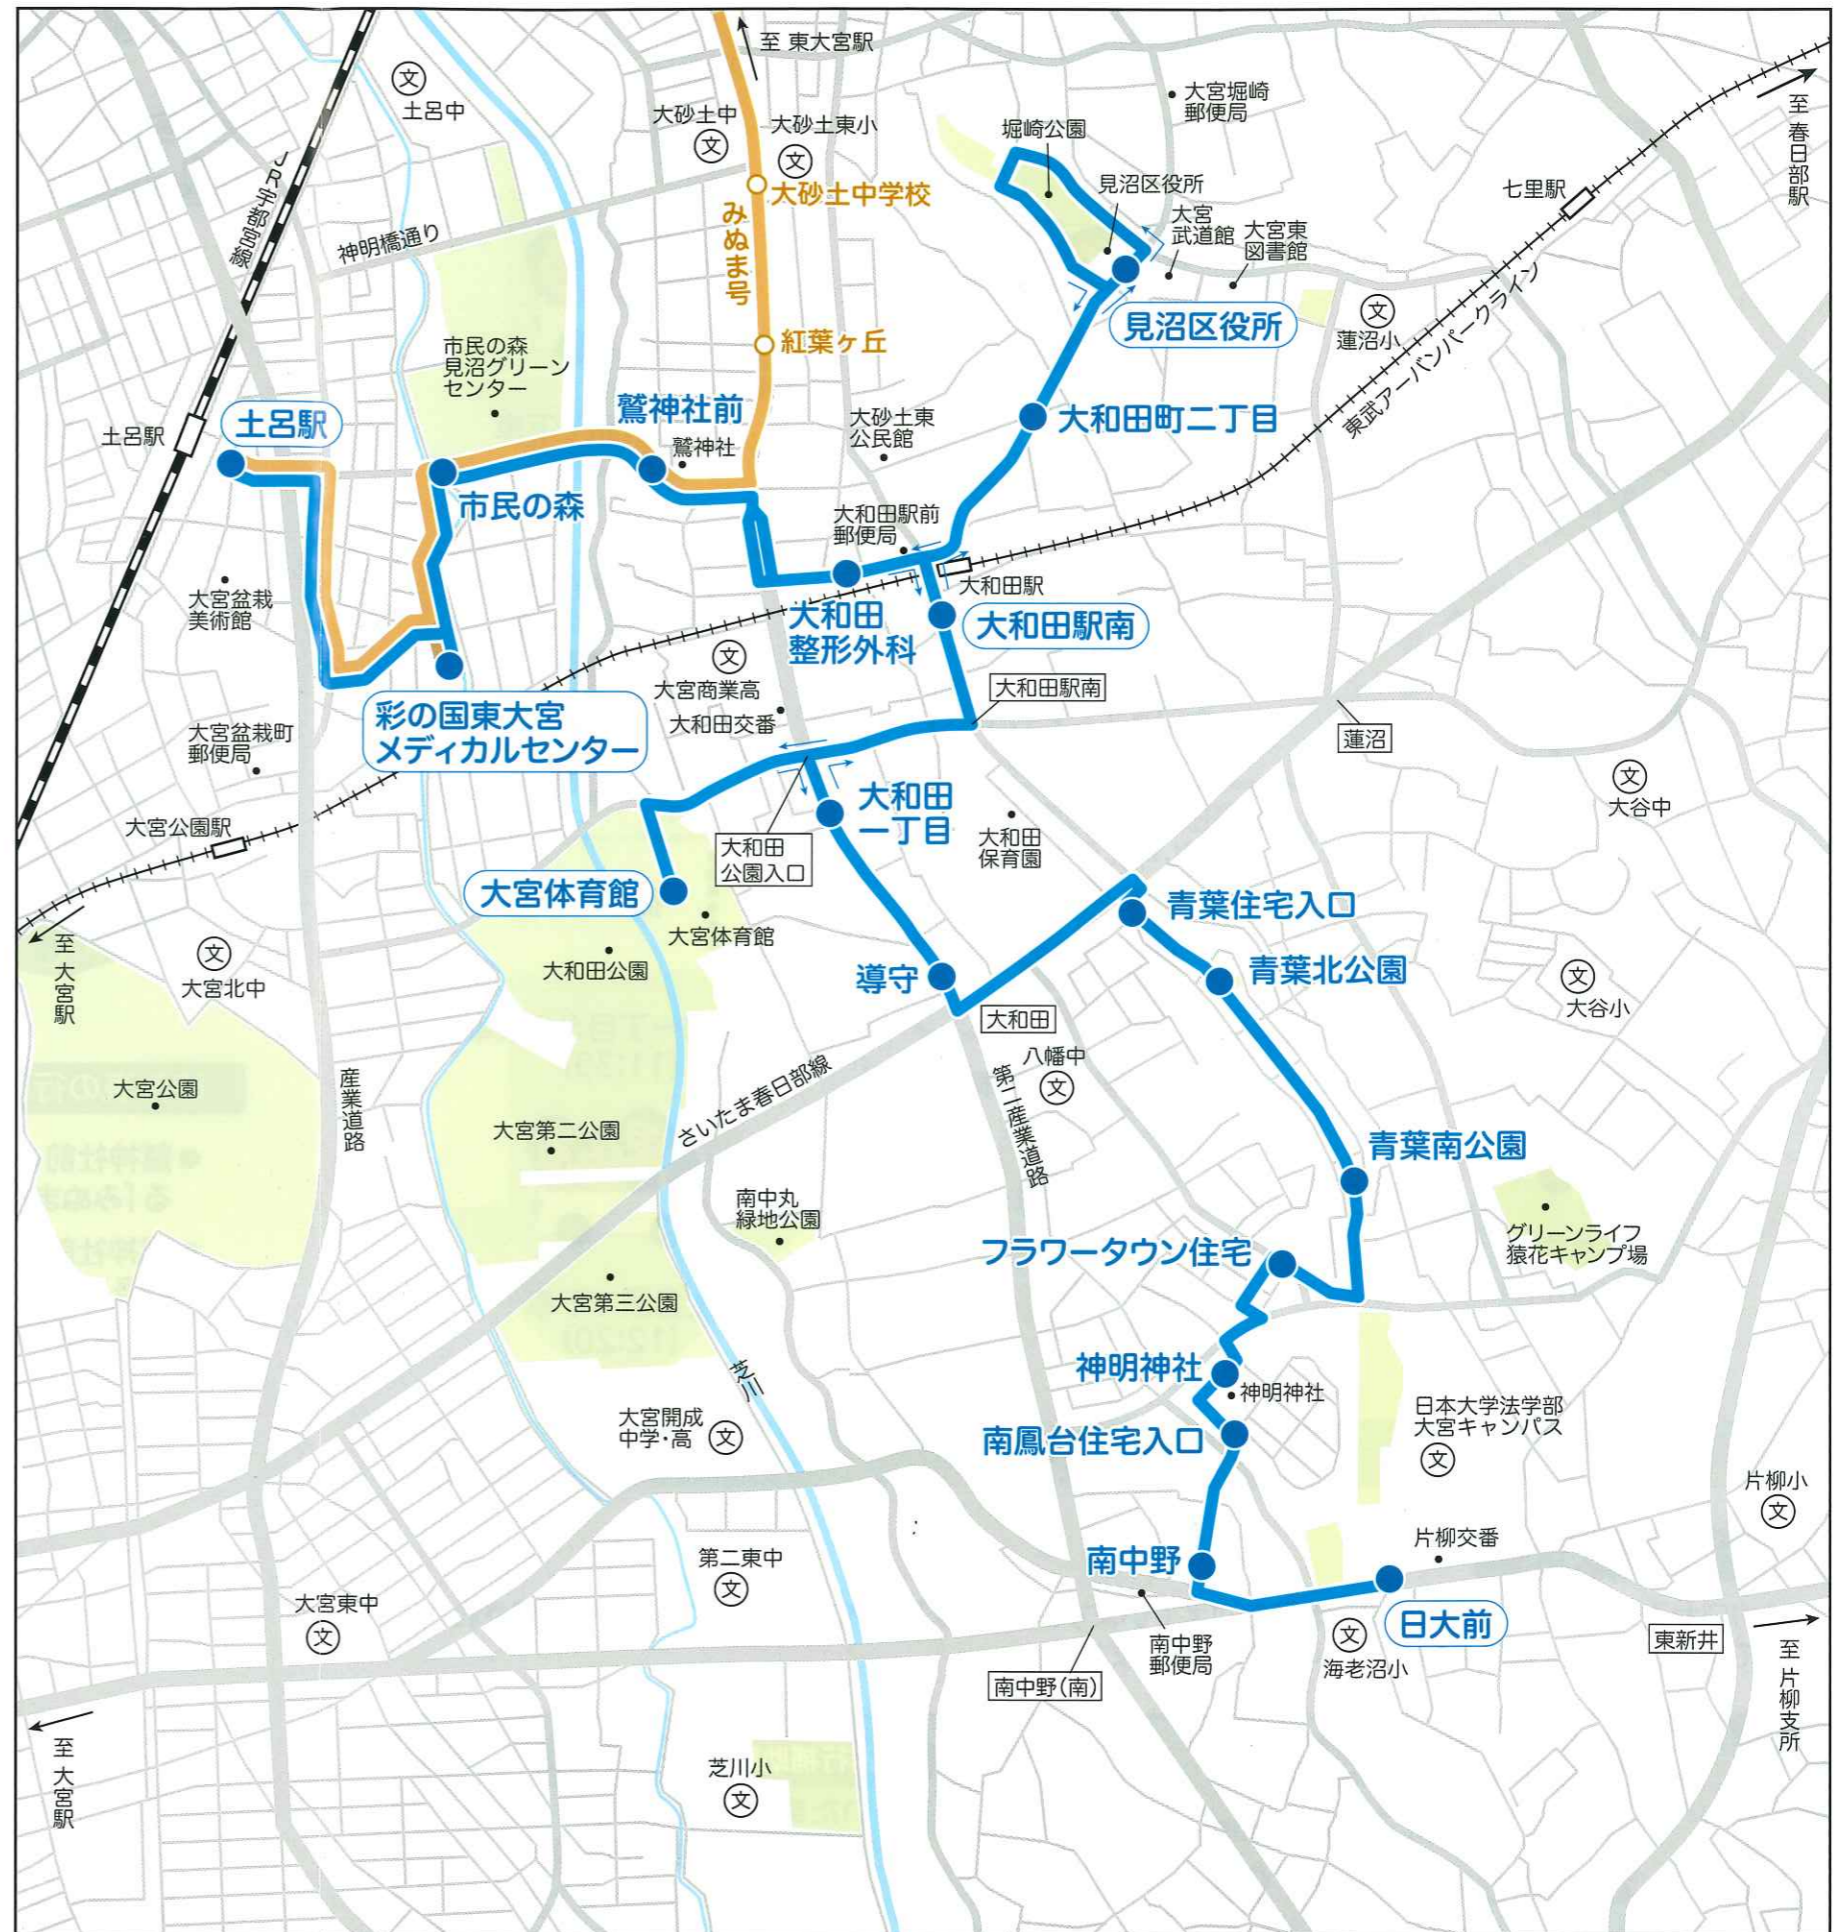 至 東大宮駅
文
土呂中
大砂土中
文
大砂土東小
文
大宮堀崎
郵便局
至 春日部駅
堀崎公園
JR宇都宮線
見沼区役所
七里駅
大砂土中学校
みぬま号
大宮
武道館
大宮東
図書館
神明橋通り
見沼区役所
文
蓮沼小
紅葉ヶ丘
市民の森
見沼グリーン
センター
東武アーバンパークライン
鷲神社前
大和田町二丁目
土呂駅
土呂駅
鷲神社
大砂土東
公民館
市民の森
大和田駅前
郵便局
大宮盆栽
美術館
大和田駅
大和田
整形外科
大和田駅南
文
大宮商業高
大和田駅南
彩の国東大宮
メディカルセンター
大和田交番
大宮盆栽町
郵便局
蓮沼
文
大谷中
大和田
一丁目
大宮公園駅
大和田
公園入口
大和田
保育園
大宮体育館
青葉住宅入口
大宮体育館
至 大宮駅
文
大宮北中
大和田公園
導守
青葉北公園
文
大谷小
大和田
八幡中
文
大宮公園
産業道路
さいたま春日部線
第二産業道路
大宮第二公園
青葉南公園
南中丸
緑地公園
グリーンライフ
猿花キャンプ場
フラワータウン住宅
大宮第三公園
芝川
神明神社
神明神社
大宮開成
中学・高
文
日本大学法学部
大宮キャンパス
文
南鳳台住宅入口
片柳小
文
片柳交番
南中野
第二東中
文
大宮東中
文
日大前
南中野
郵便局
文
海老沼小
東新井
至 片柳支所
南中野(南)
至 大宮駅
芝川小
文